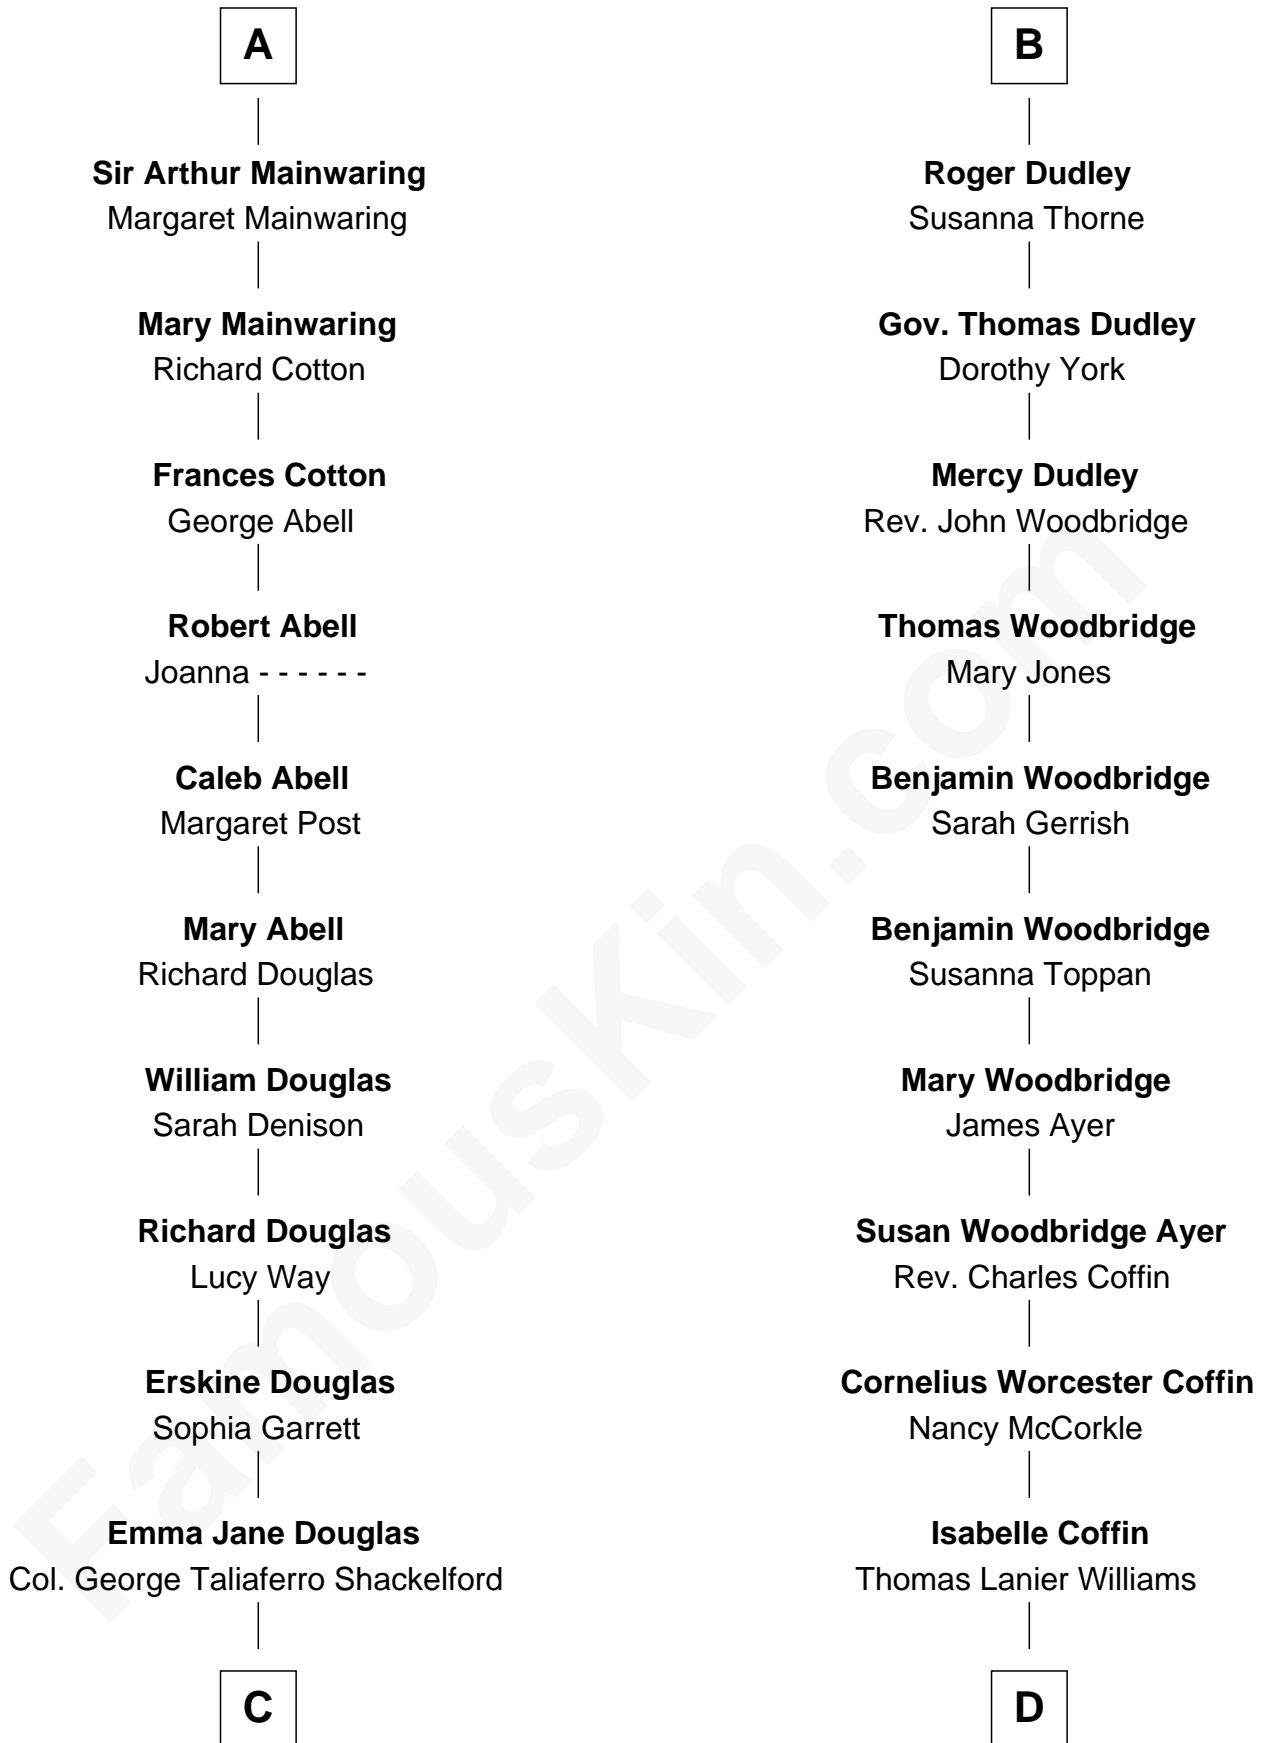 A
Sir Arthur Mainwaring
Margaret Mainwaring
Mary Mainwaring
Richard Cotton
Frances Cotton
George Abell
Robert Abell
Joanna - - - - - -
Caleb Abell
Margaret Post
Mary Abell
Richard Douglas
William Douglas
Sarah Denison
Richard Douglas
Lucy Way
Erskine Douglas
Sophia Garrett
Emma Jane Douglas
Col. George Taliaferro Shackelford
C
B
Roger Dudley
Susanna Thorne
Gov. Thomas Dudley
Dorothy York
Mercy Dudley
Rev. John Woodbridge
Thomas Woodbridge
Mary Jones
Benjamin Woodbridge
Sarah Gerrish
Benjamin Woodbridge
Susanna Toppan
Mary Woodbridge
James Ayer
Susan Woodbridge Ayer
Rev. Charles Coffin
Cornelius Worcester Coffin
Nancy McCorkle
Isabelle Coffin
Thomas Lanier Williams
D
FamousKin.com